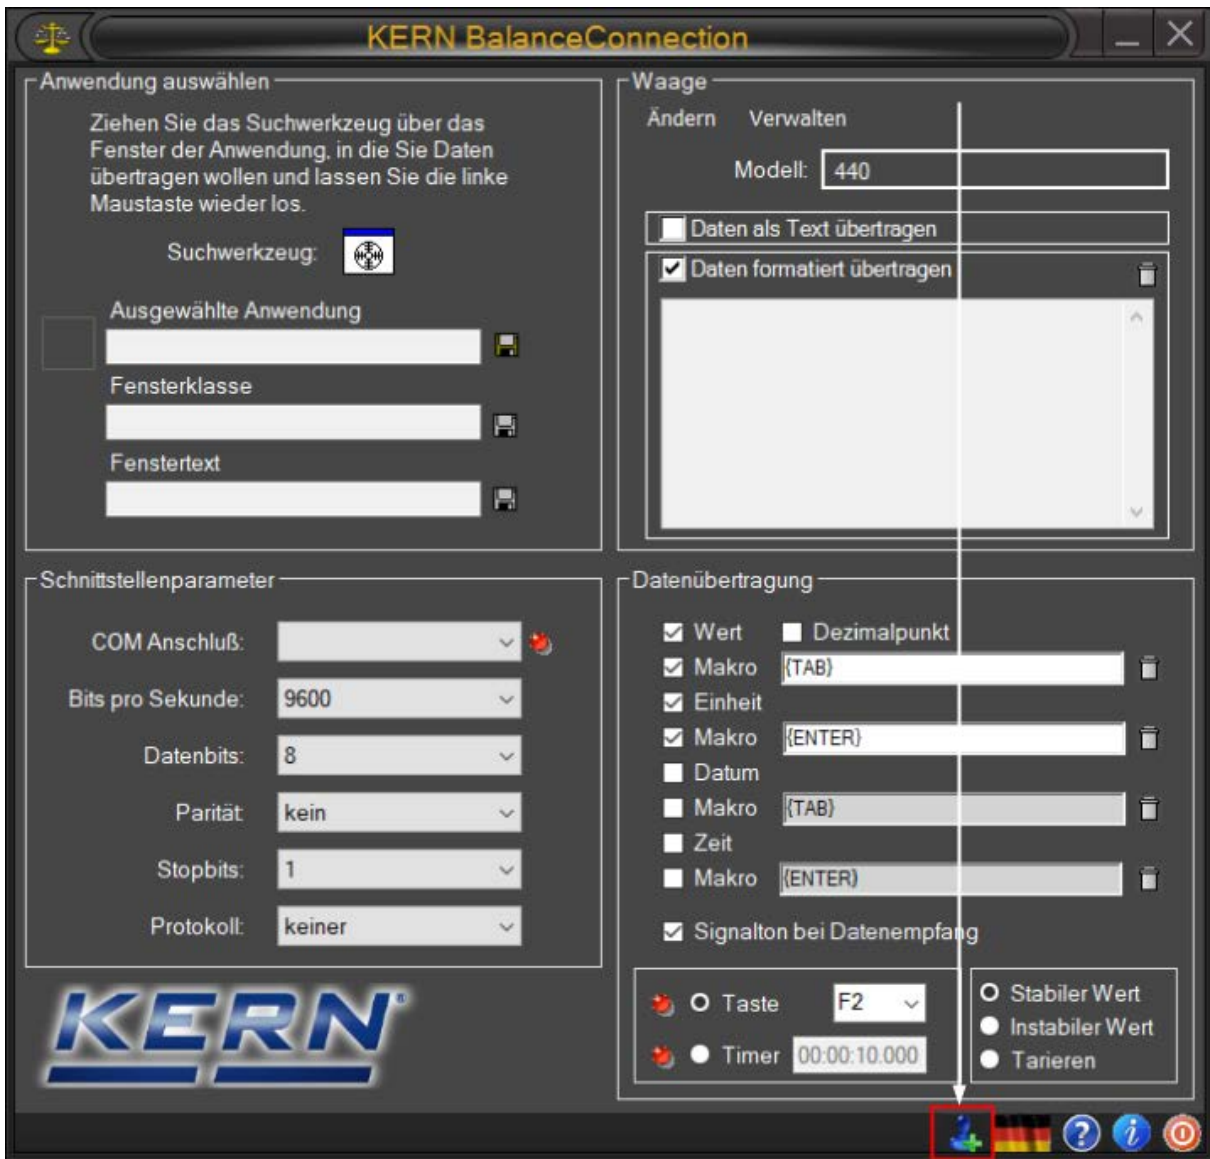 KERN BalanceConnection
Anwendung auswählen
Ziehen Sie das Suchwerkzeug über das
Fenster der Anwendung, in die Sie Daten
übertragen wollen und lassen Sie die linke
Maustaste wieder los.
Suchwerkzeug:
Ausgewählte Anwendung
Fensterklasse
Fenstertext
Waage
Ändern Verwalten
Modell: 440
Daten als Text übertragen
Daten formatiert übertragen
Schnittstellenparameter
COM Anschluß:
Bits pro Sekunde: 9600
Datenbits: 8
Parität: kein
Stopbits: 1
Protokoll: keiner
KERN®
Datenübertragung
Wert Dezimalpunkt
Makro {TAB}
Einheit
Makro {ENTER}
Datum
Makro {TAB}
Zeit
Makro {ENTER}
Signalton bei Datenempfang
Taste F2
Timer 00:00:10.000
Stabiler Wert
Instabiler Wert
Tarieren